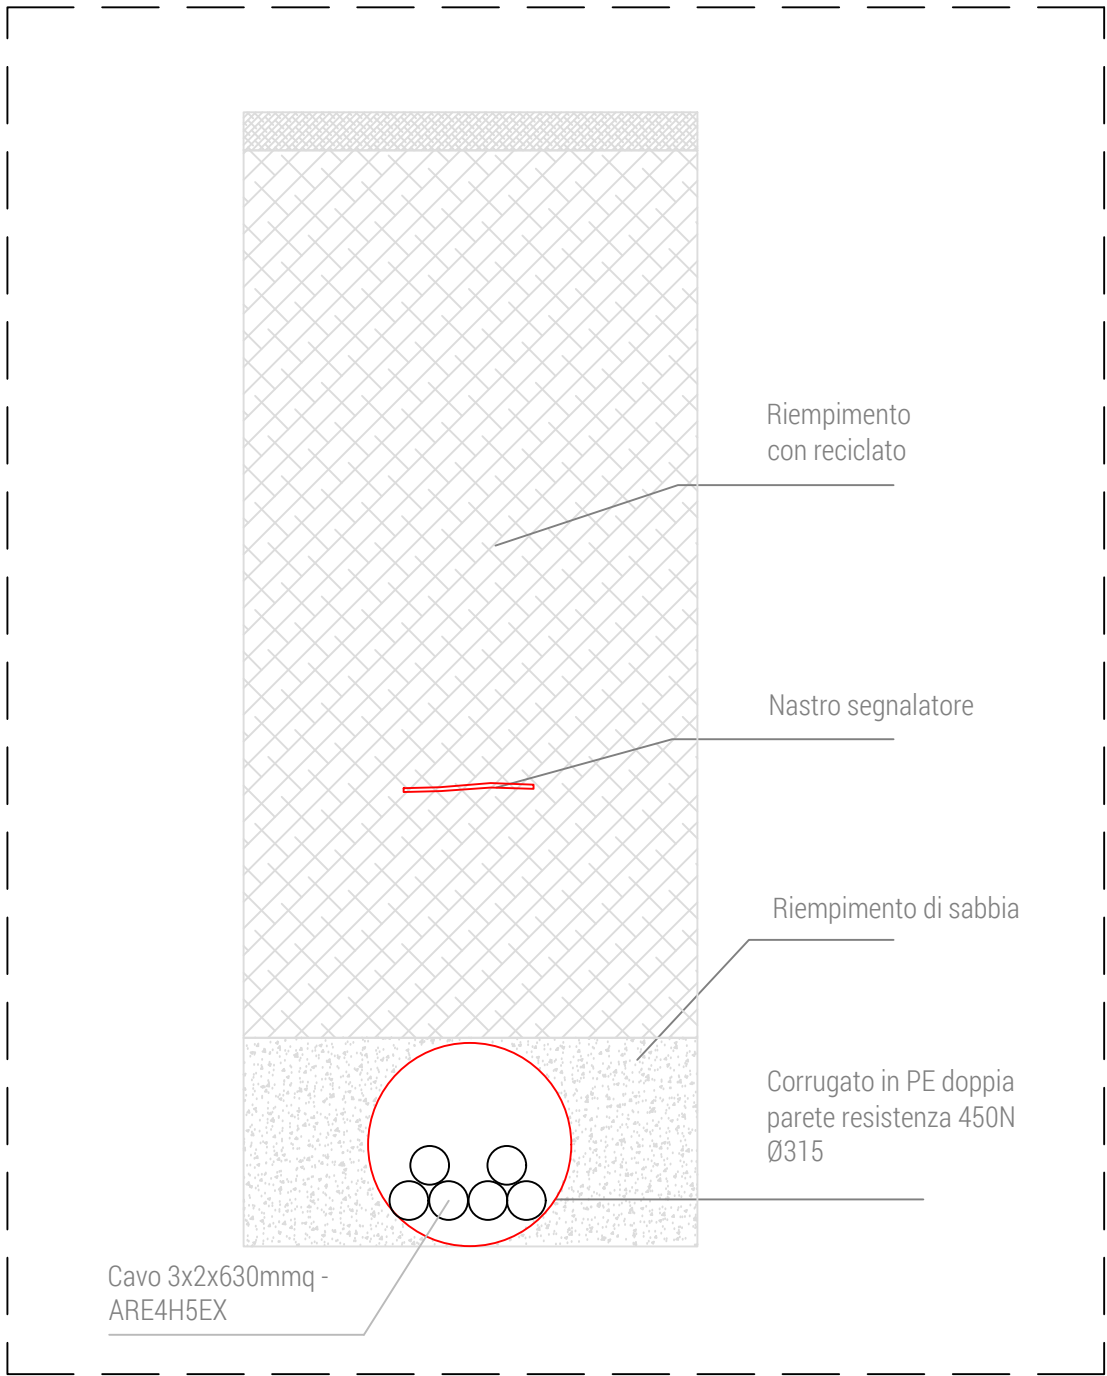 Riempimento
con reciclato
Nastro segnalatore
Riempimento di sabbia
Corrugato in PE doppia
parete resistenza 450N
Ø315
Cavo 3x2x630mmq -
ARE4H5EX